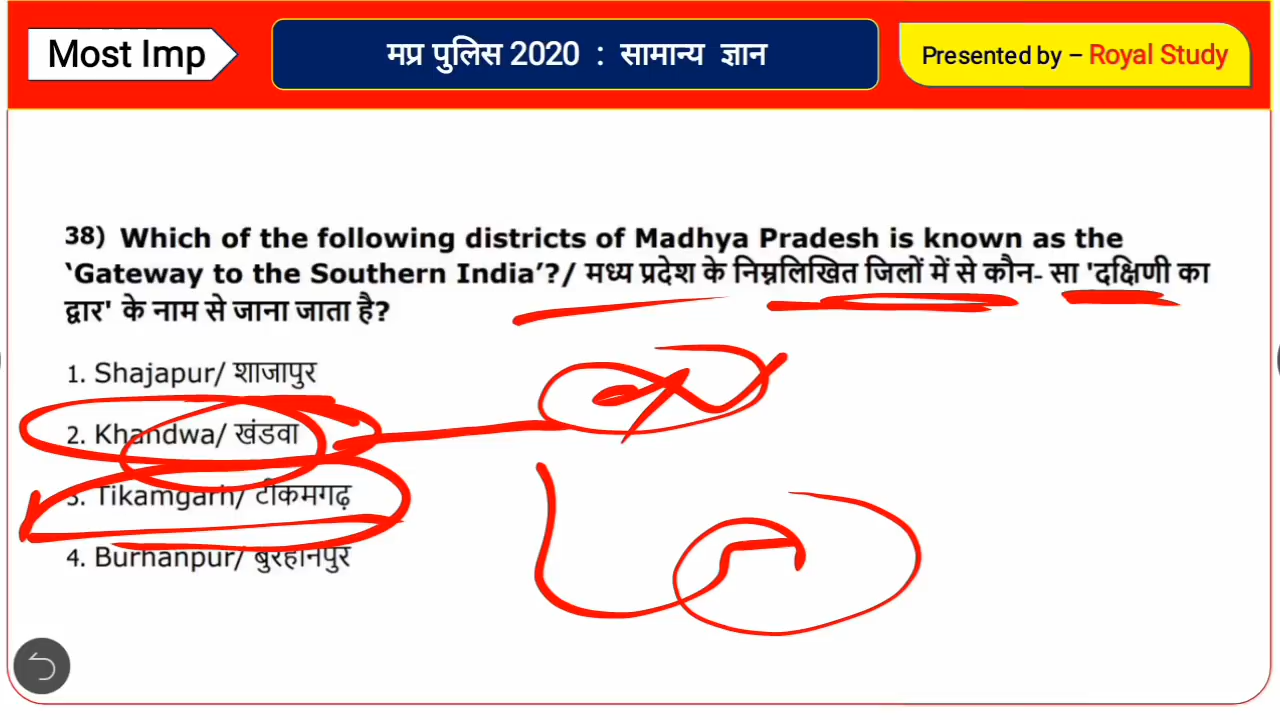 Most Imp
मप्र पुलिस 2020 : सामान्य ज्ञान
Presented by – Royal Study
38) Which of the following districts of Madhya Pradesh is known as the
‘Gateway to the Southern India’?/ मध्य प्रदेश के निम्नलिखित जिलों में से कौन- सा 'दक्षिणी का
द्वार' के नाम से जाना जाता है?
1. Shajapur/ शाजापुर
2. Khandwa/ खंडवा
3. Tikamgarh/ टीकमगढ़
4. Burhanpur/ बुरहानपुर